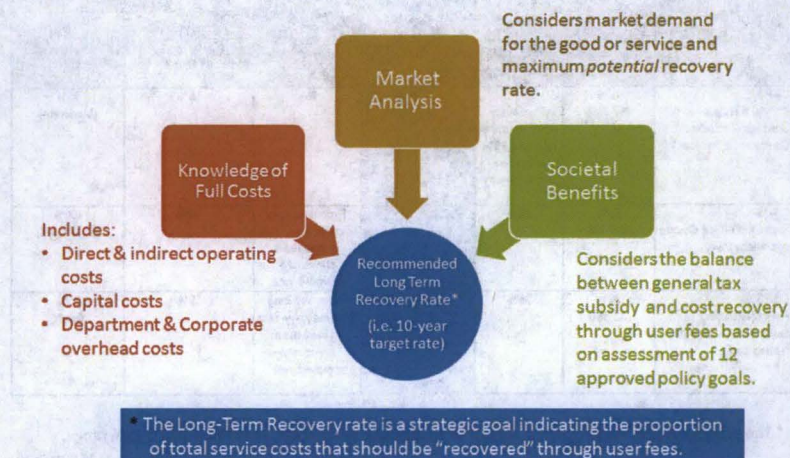 Considers market demand
for the good or service and
maximum potential recovery
rate.
Market
Analysis
Knowledge of
Full Costs
Societal
Benefits
Includes:
• Direct & indirect operating
costs
• Capital costs
• Department & Corporate
overhead costs
Recommended
Long Term
Recovery Rate*
(i.e. 10-year
target rate)
Considers the balance
between general tax
subsidy and cost recovery
through user fees based
on assessment of 12
approved policy goals.
* The Long-Term Recovery rate is a strategic goal indicating the proportion
of total service costs that should be "recovered" through user fees.